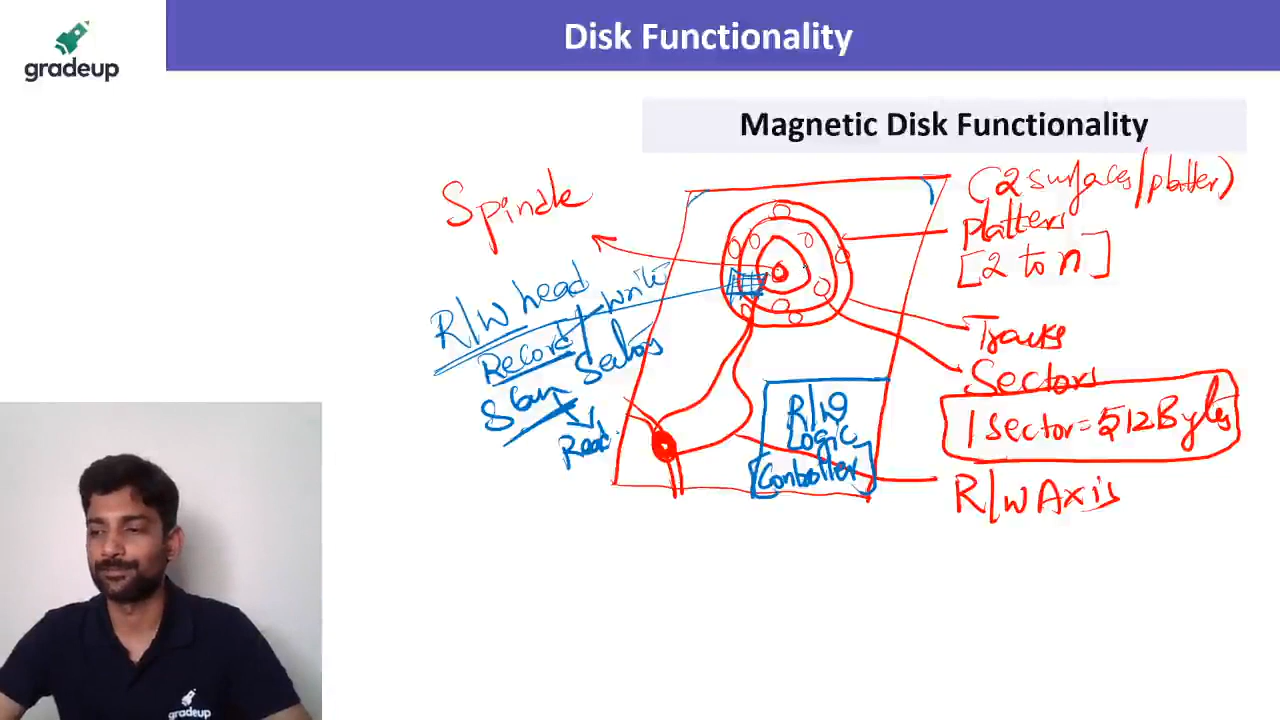 gradeup
Disk Functionality
Magnetic Disk Functionality
(2 surfaces/platter)
Platters
[2 to n]
Spindle
R/W head
Record / write
Sectors
Scan
Read
Tracks
Sectors
1 Sector = 512 Bytes
R/W Axis
Logic
Controller
gradeup